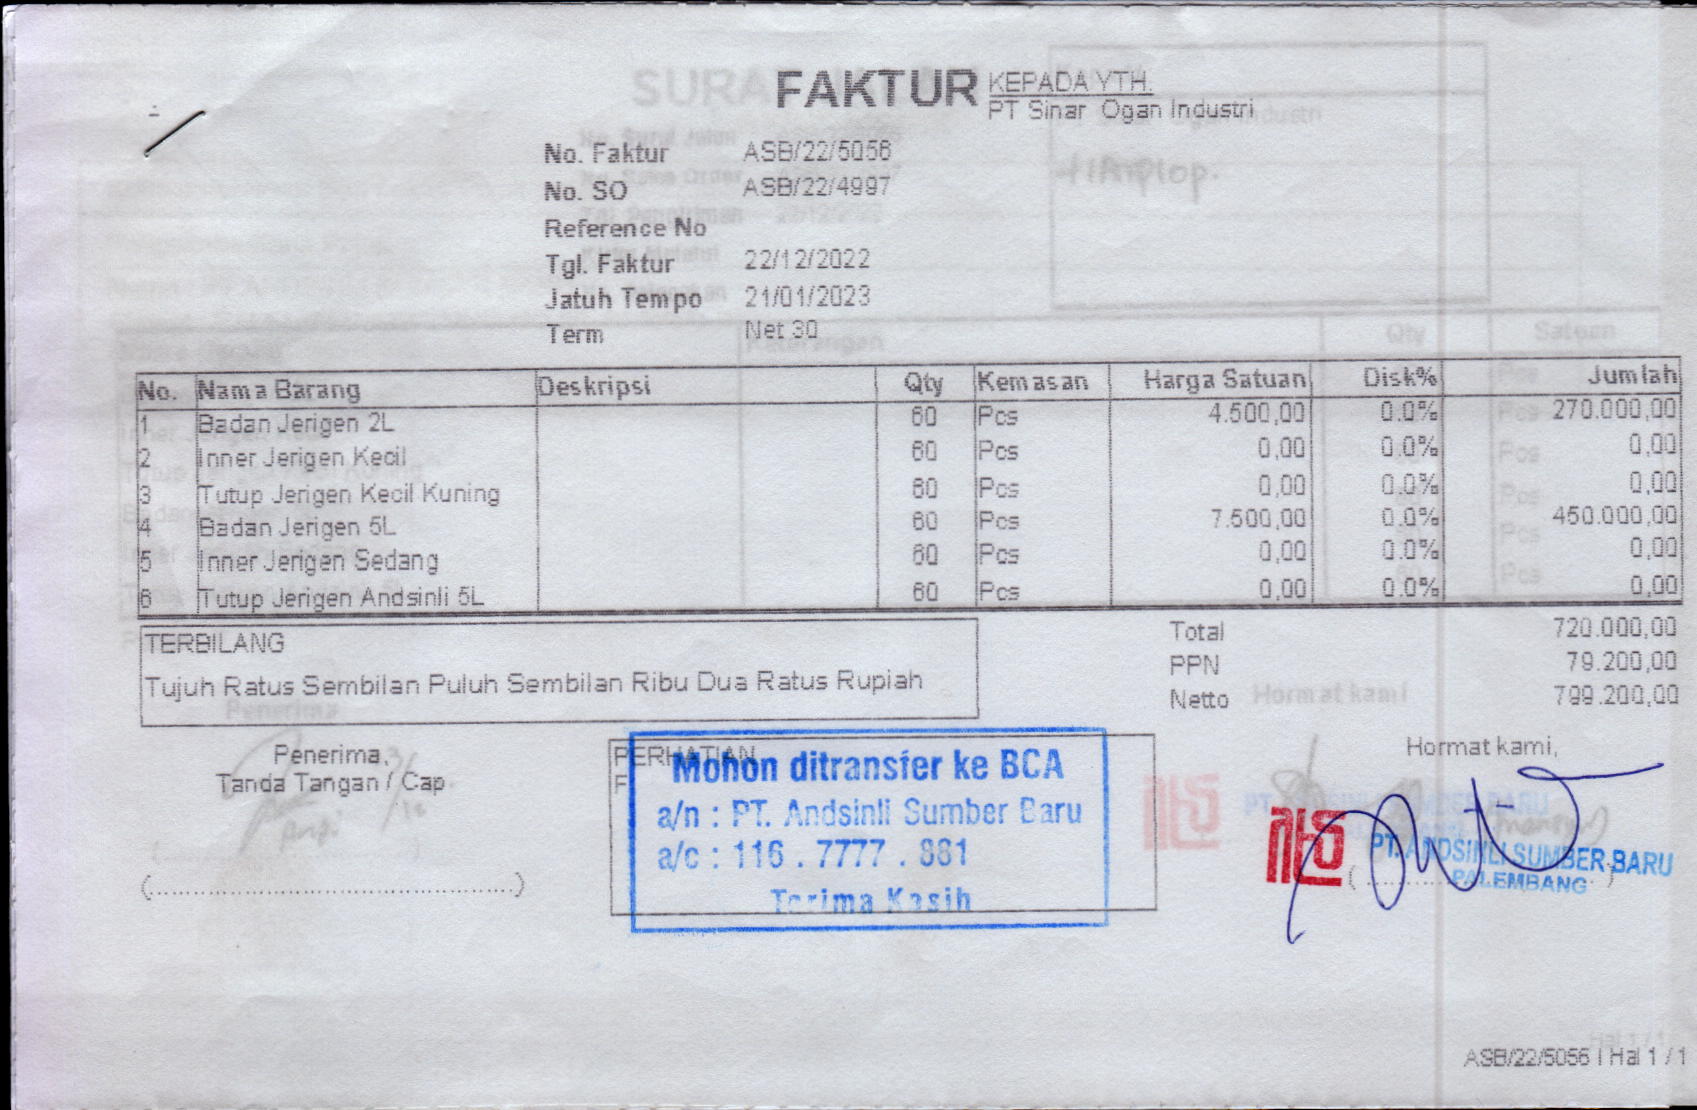 FAKTUR
KEPADA YTH.
PT Sinar Ogan Industri
No. Faktur ASB/22/5056
No. SO ASB/22/4997
Reference No
Tgl. Faktur 22/12/2022
Jatuh Tempo 21/01/2023
Term Net 30
No. Nama Barang Deskripsi Qty Kemasan Harga Satuan Disk% Jumlah
1 Badan Jerigen 2L 60 Pcs 4.500,00 0.0% 270.000,00
2 Inner Jerigen Kecil 60 Pcs 0,00 0.0% 0,00
3 Tutup Jerigen Kecil Kuning 60 Pcs 0,00 0.0% 0,00
4 Badan Jerigen 5L 60 Pcs 7.500,00 0.0% 450.000,00
5 Inner Jerigen Sedang 60 Pcs 0,00 0.0% 0,00
6 Tutup Jerigen Andsinli 5L 60 Pcs 0,00 0.0% 0,00
TERBILANG
Tujuh Ratus Sembilan Puluh Sembilan Ribu Dua Ratus Rupiah
Total 720.000,00
PPN 79.200,00
Netto 799.200,00
Penerima,
Tanda Tangan / Cap
PERHATIAN
Mohon ditransfer ke BCA
a/n : PT. Andsinli Sumber Baru
a/c : 116 . 7777 . 881
Terima Kasih
Hormat kami,
PT. ANDSINLI SUMBER BARU
PALEMBANG
ASB/22/5056 | Hal 1 / 1